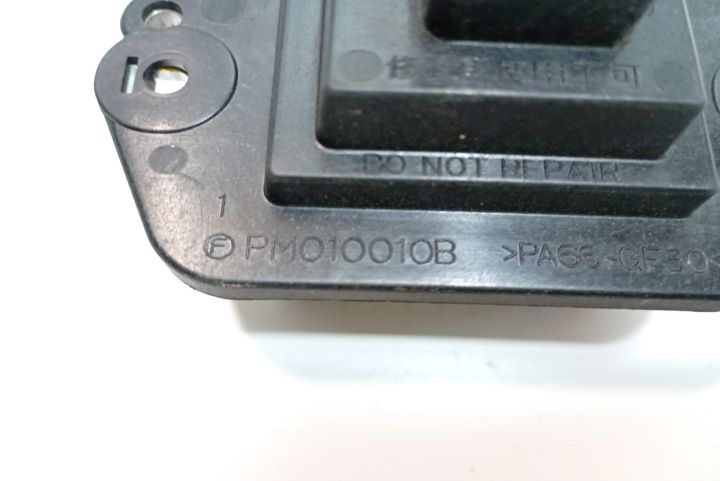 DO NOT REPAIR
1
Ⓕ PM010010B >PA66-GF30<